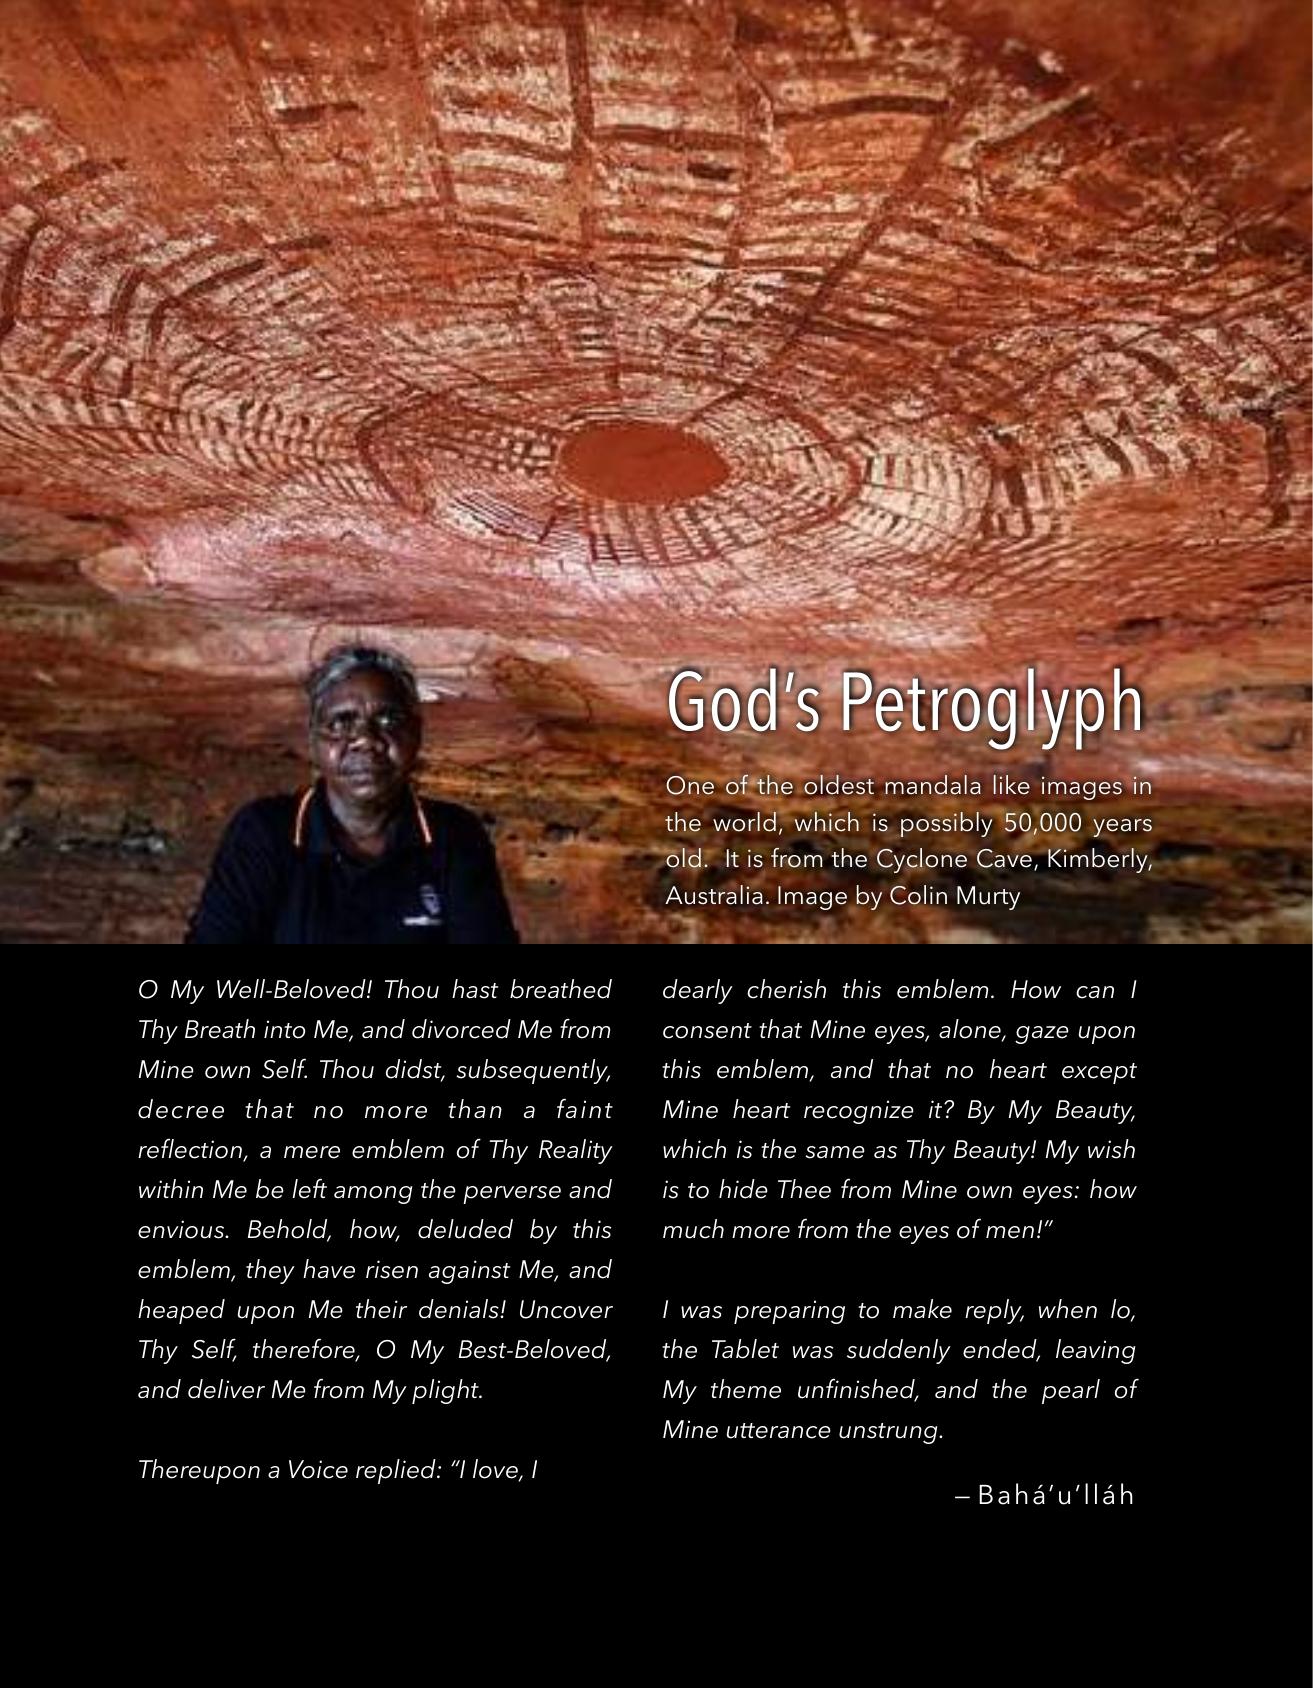 God’s Petroglyph
One of the oldest mandala like images in
the world, which is possibly 50,000 years
old.  It is from the Cyclone Cave, Kimberly,
Australia. Image by Colin Murty
O My Well-Beloved! Thou hast breathed
Thy Breath into Me, and divorced Me from
Mine own Self. Thou didst, subsequently,
decree that no more than a faint
reflection, a mere emblem of Thy Reality
within Me be left among the perverse and
envious. Behold, how, deluded by this
emblem, they have risen against Me, and
heaped upon Me their denials! Uncover
Thy Self, therefore, O My Best-Beloved,
and deliver Me from My plight.
Thereupon a Voice replied: “I love, I
dearly cherish this emblem. How can I
consent that Mine eyes, alone, gaze upon
this emblem, and that no heart except
Mine heart recognize it? By My Beauty,
which is the same as Thy Beauty! My wish
is to hide Thee from Mine own eyes: how
much more from the eyes of men!”
I was preparing to make reply, when lo,
the Tablet was suddenly ended, leaving
My theme unfinished, and the pearl of
Mine utterance unstrung.
– Bahá’u’lláh